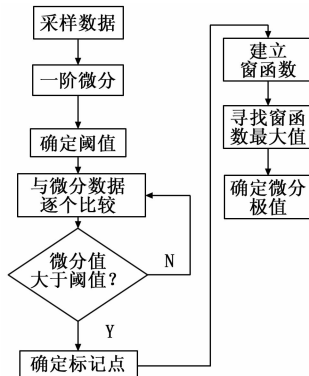 采样数据
一阶微分
确定阈值
与微分数据
逐个比较
微分值
大于阈值？
N
Y
确定标记点
建立
窗函数
寻找窗函
数最大值
确定微分
极值